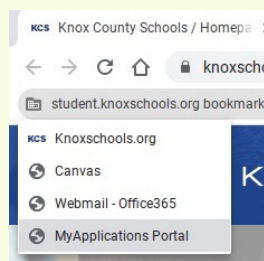 KCS Knox County Schools / Homepa
knoxscho
student.knoxschools.org bookmark
KCS Knoxschools.org
Canvas
K
Webmail - Office365
MyApplications Portal